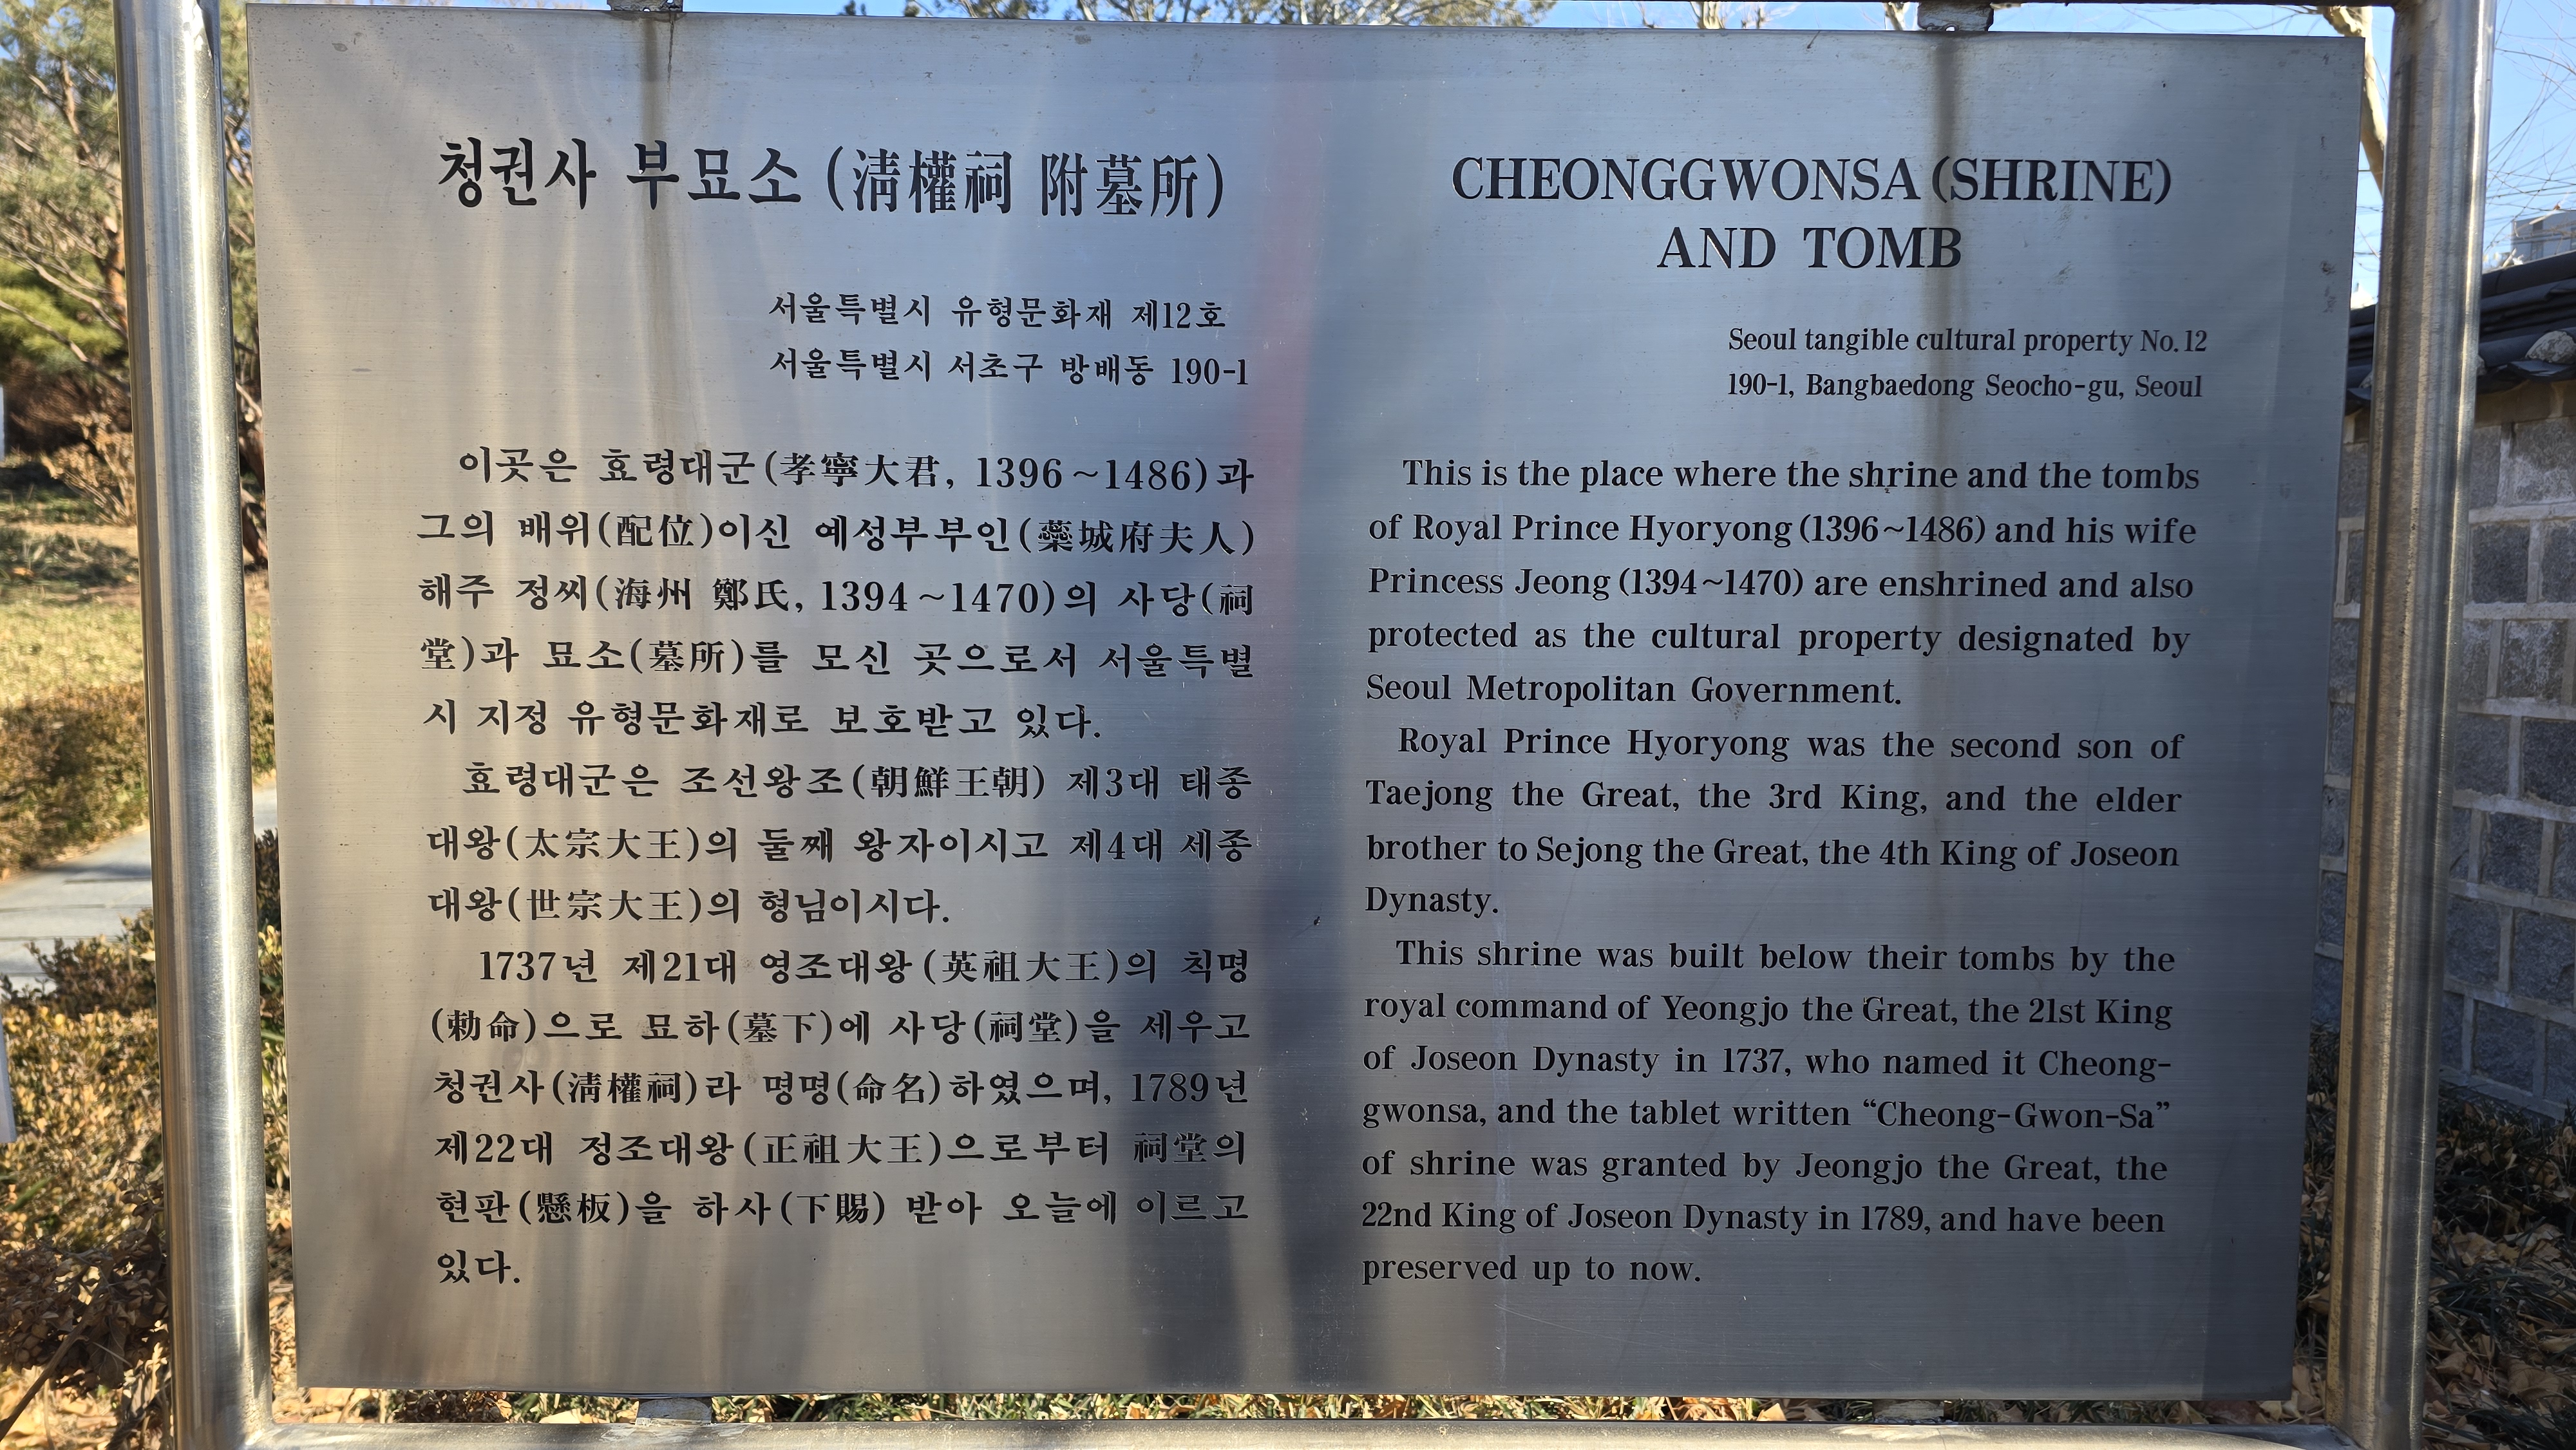 청권사 부묘소 (淸權祠 附墓所)
서울특별시 유형문화재 제12호
서울특별시 서초구 방배동 190-1
이곳은 효령대군(孝寧大君, 1396~1486)과
그의 배위(配位)이신 예성부부인(蘂城府夫人)
해주 정씨(海州 鄭氏, 1394~1470)의 사당(祠
堂)과 묘소(墓所)를 모신 곳으로서 서울특별
시 지정 유형문화재로 보호받고 있다.
효령대군은 조선왕조(朝鮮王朝) 제3대 태종
대왕(太宗大王)의 둘째 왕자이시고 제4대 세종
대왕(世宗大王)의 형님이시다.
1737년 제21대 영조대왕(英祖大王)의 칙명
(勅命)으로 묘하(墓下)에 사당(祠堂)을 세우고
청권사(淸權祠)라 명명(命名)하였으며, 1789년
제22대 정조대왕(正祖大王)으로부터 祠堂의
현판(懸板)을 하사(下賜) 받아 오늘에 이르고
있다.
CHEONGGWONSA (SHRINE)
AND TOMB
Seoul tangible cultural property No. 12
190-1, Bangbaedong Seocho-gu, Seoul
This is the place where the shrine and the tombs
of Royal Prince Hyoryong (1396~1486) and his wife
Princess Jeong (1394~1470) are enshrined and also
protected as the cultural property designated by
Seoul Metropolitan Government.
Royal Prince Hyoryong was the second son of
Taejong the Great, the 3rd King, and the elder
brother to Sejong the Great, the 4th King of Joseon
Dynasty.
This shrine was built below their tombs by the
royal command of Yeongjo the Great, the 21st King
of Joseon Dynasty in 1737, who named it Cheong-
gwonsa, and the tablet written “Cheong-Gwon-Sa”
of shrine was granted by Jeongjo the Great, the
22nd King of Joseon Dynasty in 1789, and have been
preserved up to now.